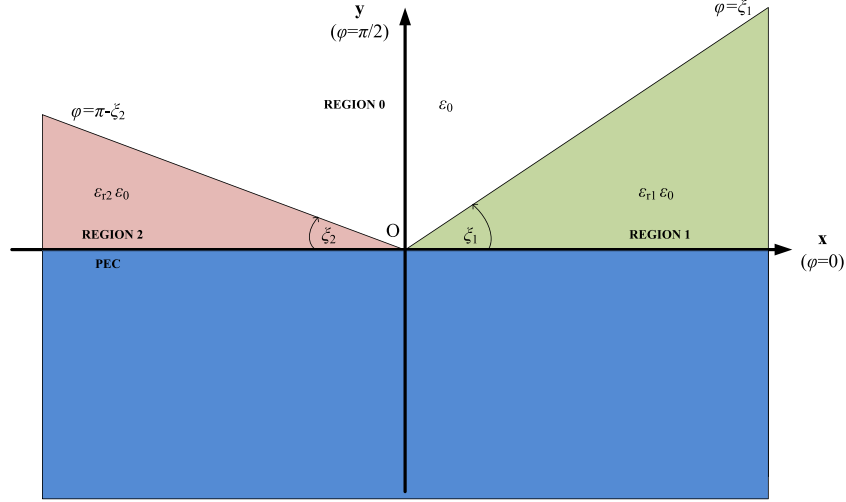 y
(φ=π/2)
φ=ξ1
REGION 0
ε0
φ=π-ξ2
εr2 ε0
εr1 ε0
REGION 2
ξ2
O
ξ1
REGION 1
x
(φ=0)
PEC